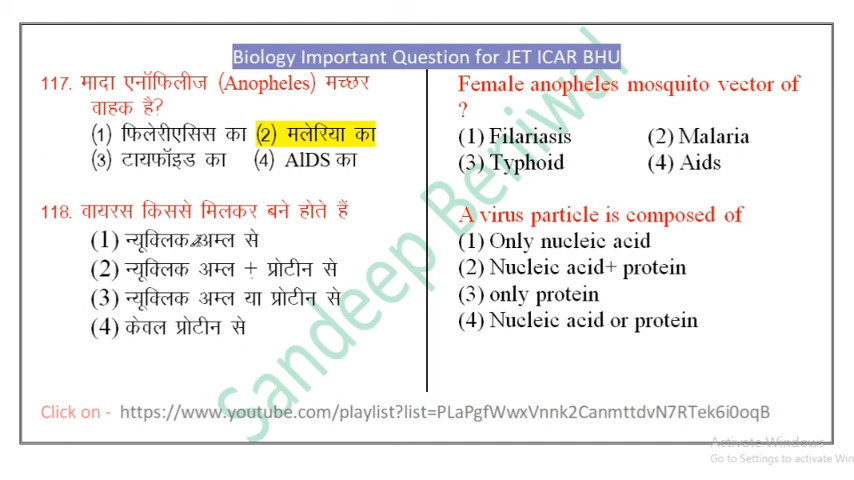 Biology Important Question for JET ICAR BHU
117. मादा एनॉफिलीज (Anopheles) मच्छर
वाहक है?
(1) फिलेरीएसिस का (2) मलेरिया का
(3) टायफॉइड का (4) AlDS का
118. वायरस किससे मिलकर बने होते हैं
(1) न्यूक्लिक अम्ल से
(2) न्यूक्लिक अम्ल + प्रोटीन से
(3) न्यूक्लिक अम्ल या प्रोटीन से
(4) केवल प्रोटीन से
Female anopheles mosquito vector of
?
(1) Filariasis (2) Malaria
(3) Typhoid (4) Aids
A virus particle is composed of
(1) Only nucleic acid
(2) Nucleic acid+ protein
(3) only protein
(4) Nucleic acid or protein
Sandeep Beniwal
Click on - https://www.youtube.com/playlist?list=PLaPgfWwxVnnk2CanmttdvN7RTek6i0oqB
Activate Windows
Go to Settings to activate Win